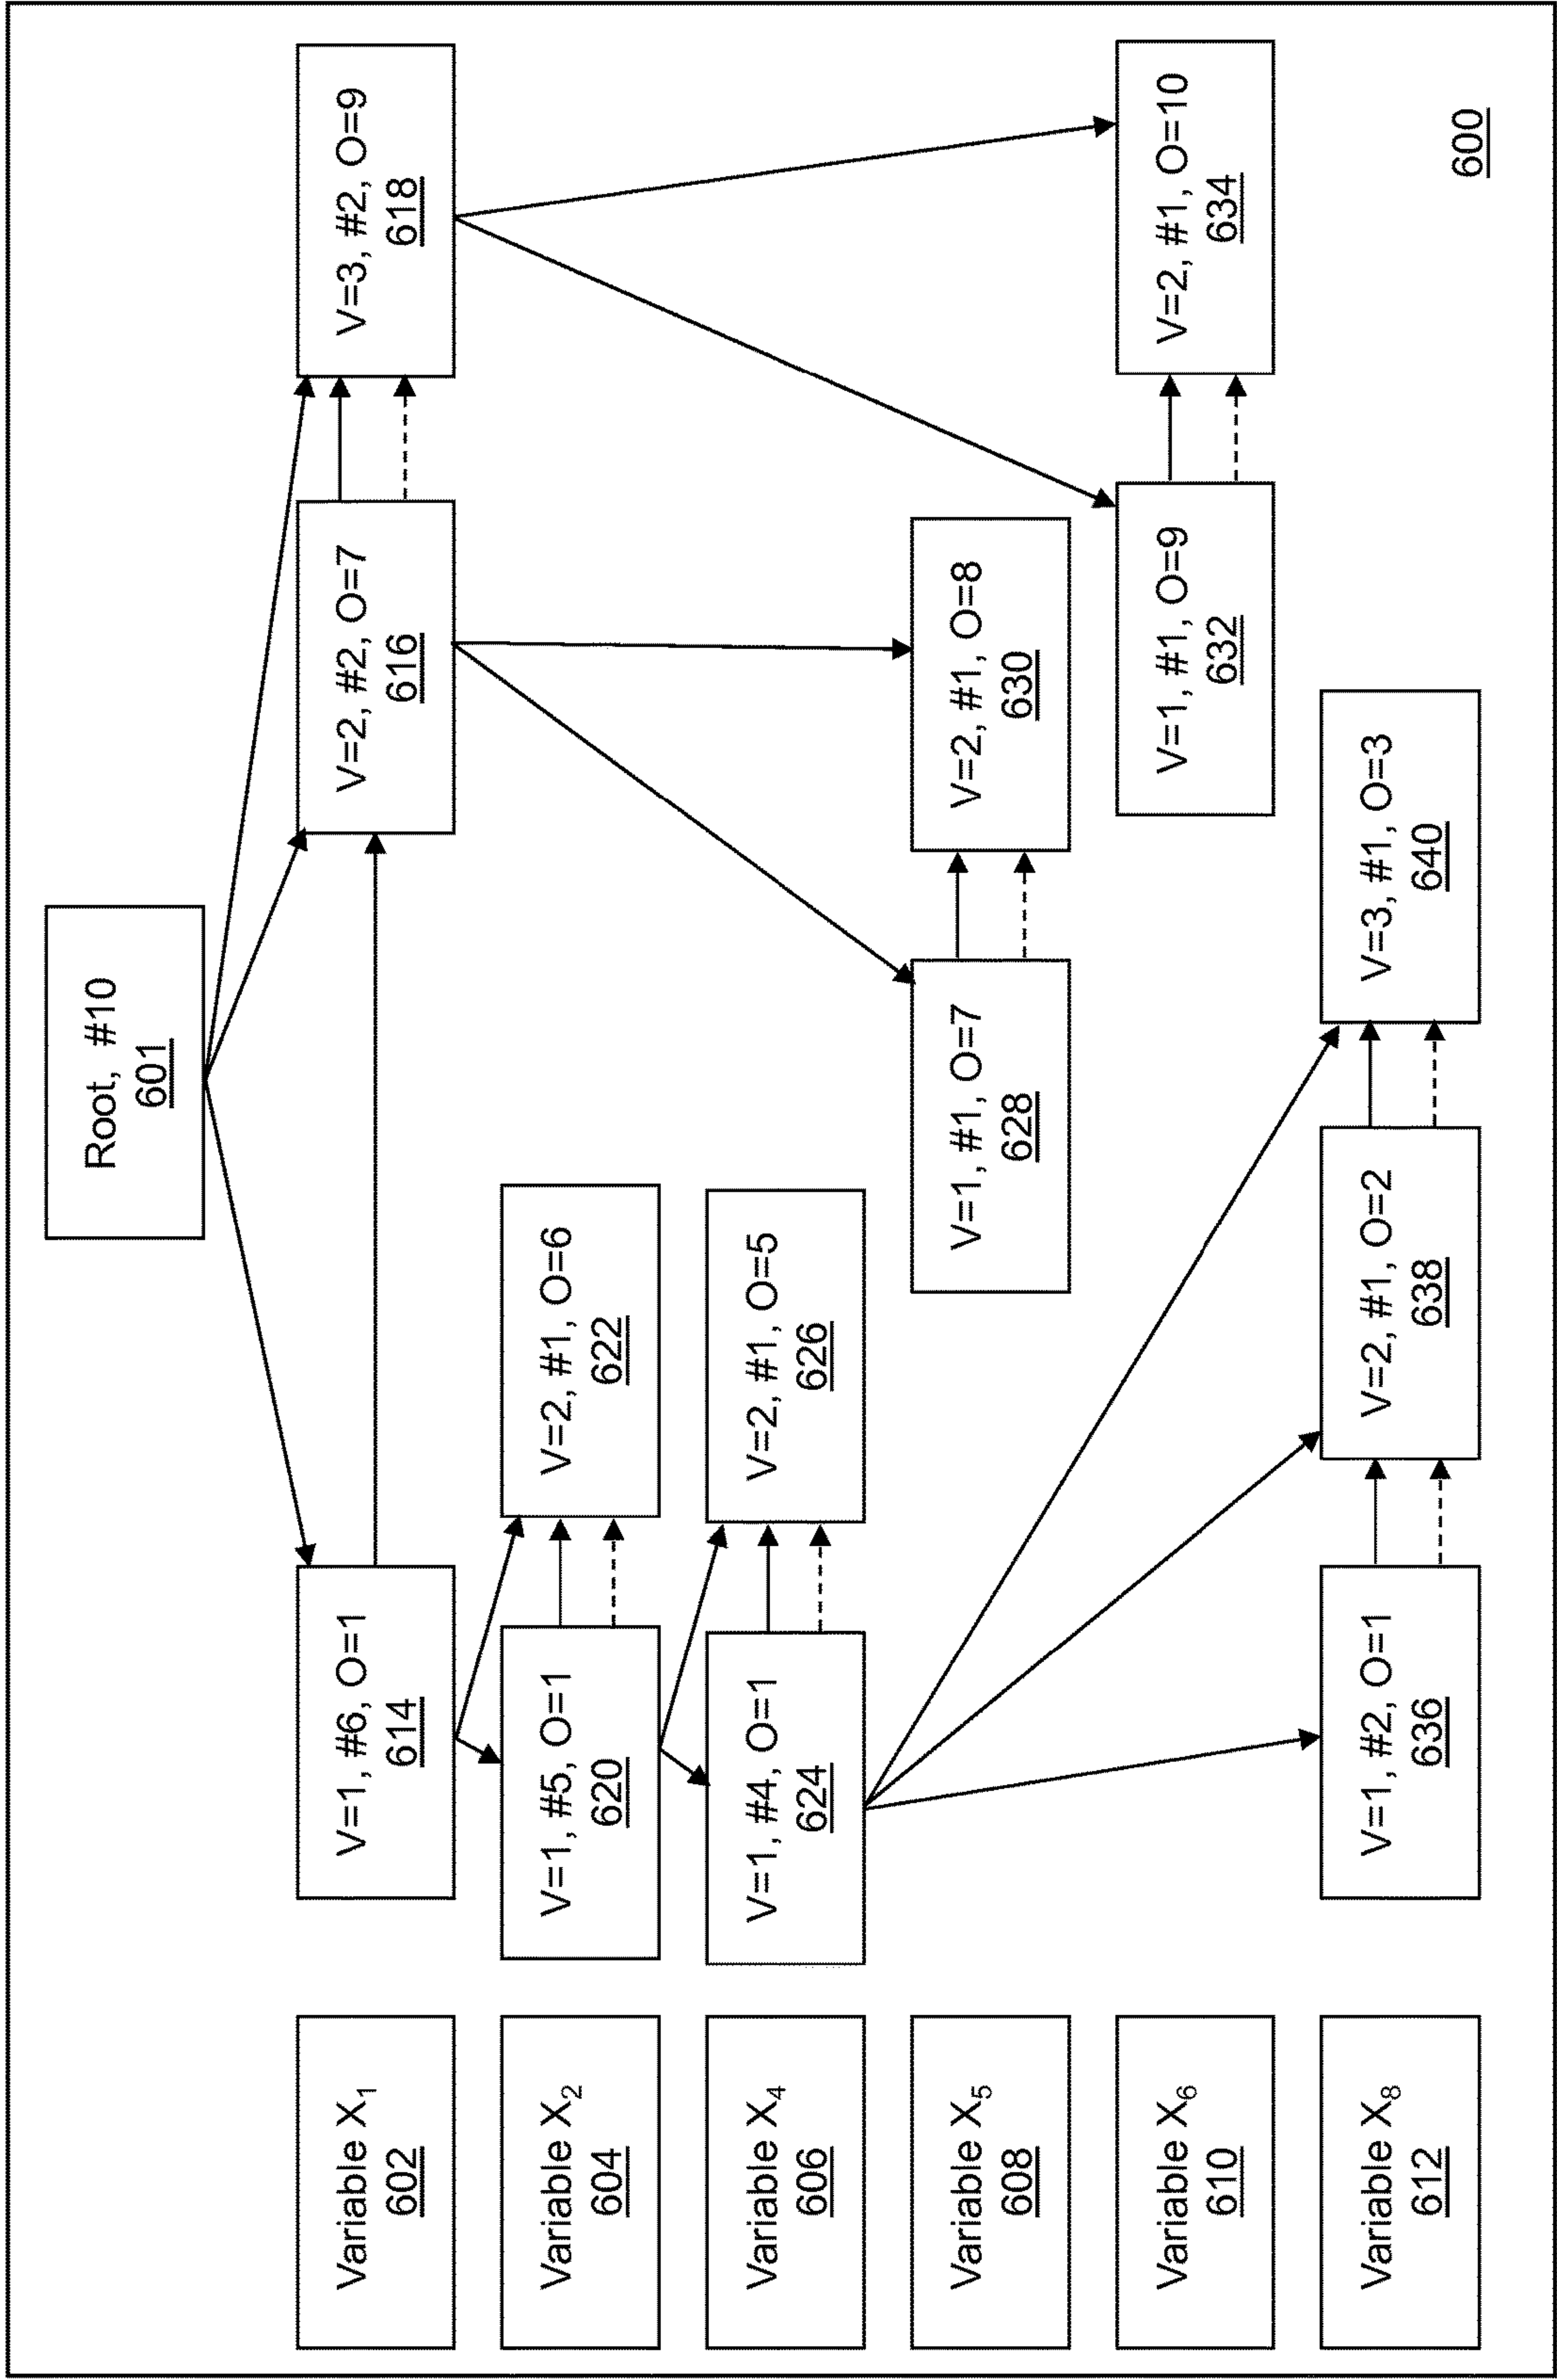 Root, #10
601
Variable X₁
602
V=1, #6, O=1
614
V=2, #2, O=7
616
V=3, #2, O=9
618
Variable X₂
604
V=1, #5, O=1
620
V=2, #1, O=6
622
Variable X₄
606
V=1, #4, O=1
624
V=2, #1, O=5
626
Variable X₅
608
V=1, #1, O=7
628
V=2, #1, O=8
630
Variable X₆
610
V=1, #1, O=9
632
V=2, #1, O=10
634
Variable X₈
612
V=1, #2, O=1
636
V=2, #1, O=2
638
V=3, #1, O=3
640
600